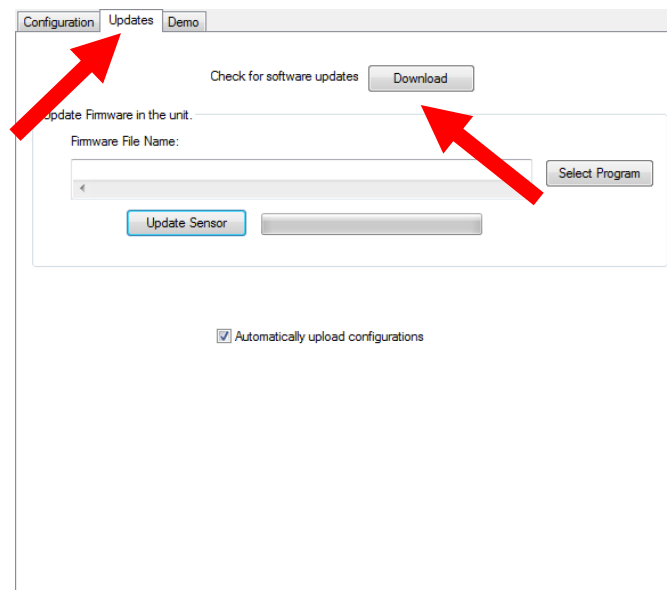 Configuration Updates Demo
Check for software updates Download
Update Firmware in the unit.
Firmware File Name:
Select Program
Update Sensor
Automatically upload configurations